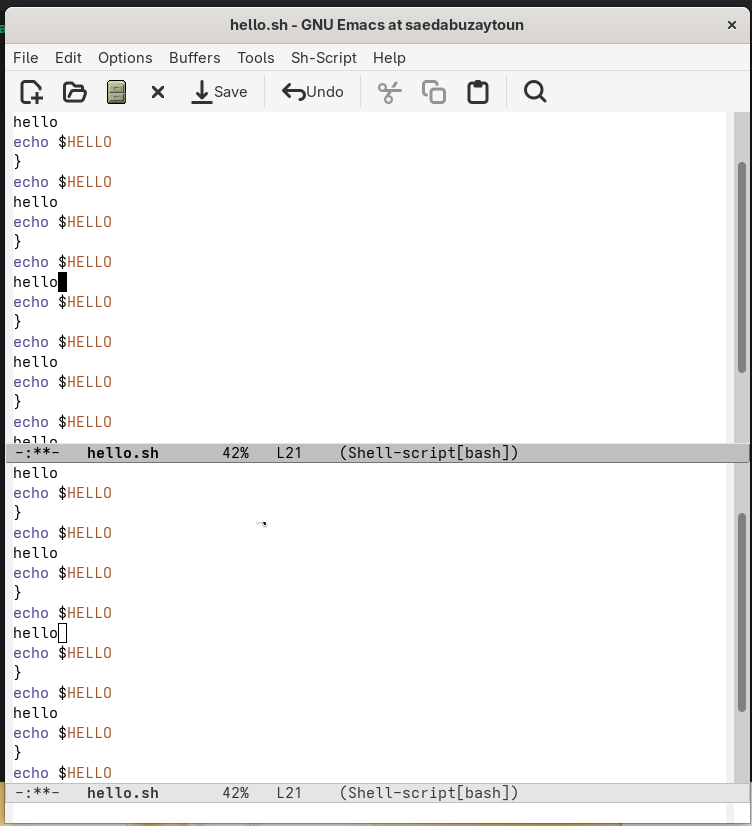 hello.sh - GNU Emacs at saedabuzaytoun
File Edit Options Buffers Tools Sh-Script Help
Save Undo
hello
echo $HELLO
}
echo $HELLO
hello
echo $HELLO
}
echo $HELLO
hello
echo $HELLO
}
echo $HELLO
hello
echo $HELLO
}
echo $HELLO
hello
-:**- hello.sh 42% L21 (Shell-script[bash])
hello
echo $HELLO
}
echo $HELLO
hello
echo $HELLO
}
echo $HELLO
hello
echo $HELLO
}
echo $HELLO
hello
echo $HELLO
}
echo $HELLO
-:**- hello.sh 42% L21 (Shell-script[bash])